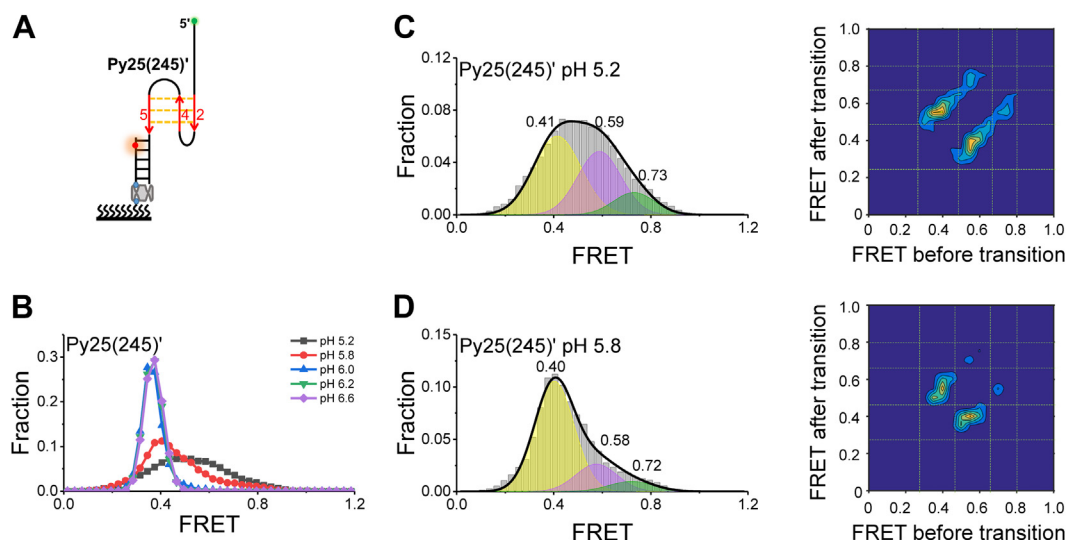 A
5'
Py25(245)'
5
4
2
B
Py25(245)'
pH 5.2
pH 5.8
pH 6.0
pH 6.2
pH 6.6
0.3
0.2
0.1
0.0
Fraction
0.0 0.4 0.8 1.2
FRET
C
Py25(245)' pH 5.2
0.12
0.08
0.04
0.00
Fraction
0.41
0.59
0.73
0.0 0.4 0.8 1.2
FRET
1.0
0.8
0.6
0.4
0.2
0
FRET after transition
0 0.2 0.4 0.6 0.8 1.0
FRET before transition
D
Py25(245)' pH 5.8
0.15
0.10
0.05
0.00
Fraction
0.40
0.58
0.72
0.0 0.4 0.8 1.2
FRET
1.0
0.8
0.6
0.4
0.2
0
FRET after transition
0 0.2 0.4 0.6 0.8 1.0
FRET before transition